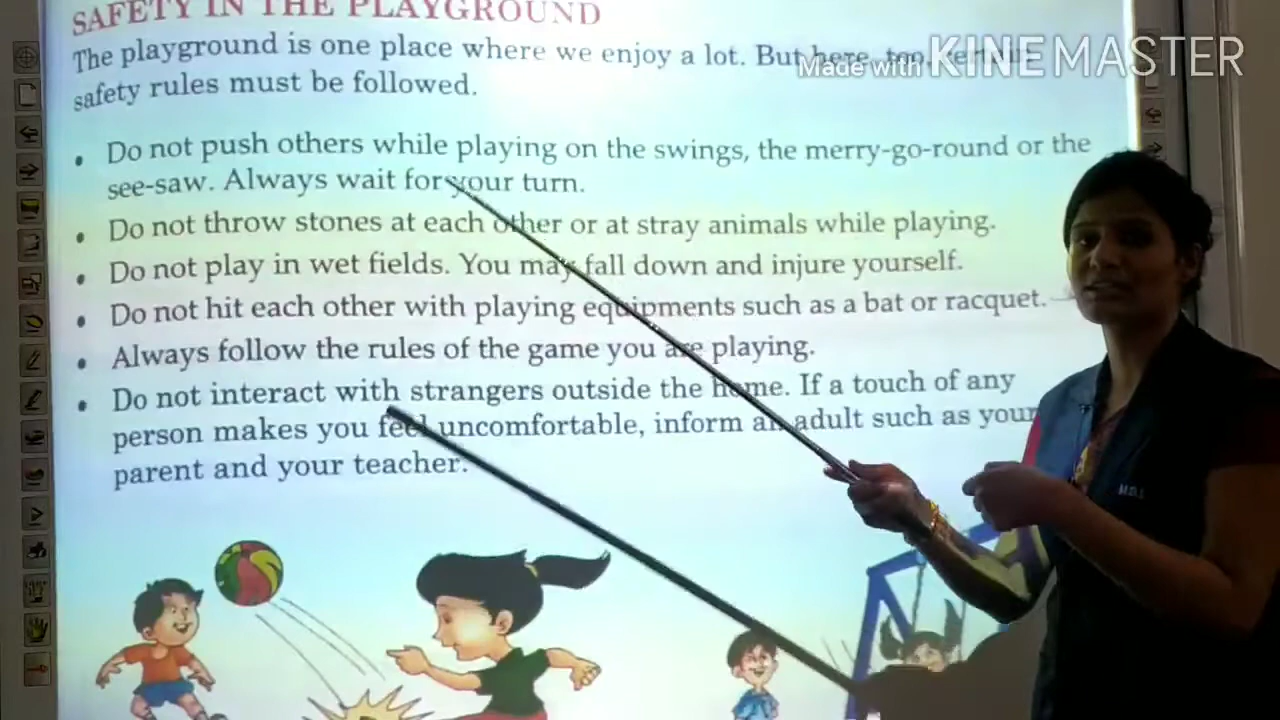 SAFETY IN THE PLAYGROUND
The playground is one place where we enjoy a lot. But here, too,
safety rules must be followed.
Made with KINEMASTER
• Do not push others while playing on the swings, the merry-go-round or the
see-saw. Always wait for your turn.
• Do not throw stones at each other or at stray animals while playing.
• Do not play in wet fields. You may fall down and injure yourself.
• Do not hit each other with playing equipments such as a bat or racquet.
• Always follow the rules of the game you are playing.
• Do not interact with strangers outside the home. If a touch of any
person makes you feel uncomfortable, inform an adult such as your
parent and your teacher.